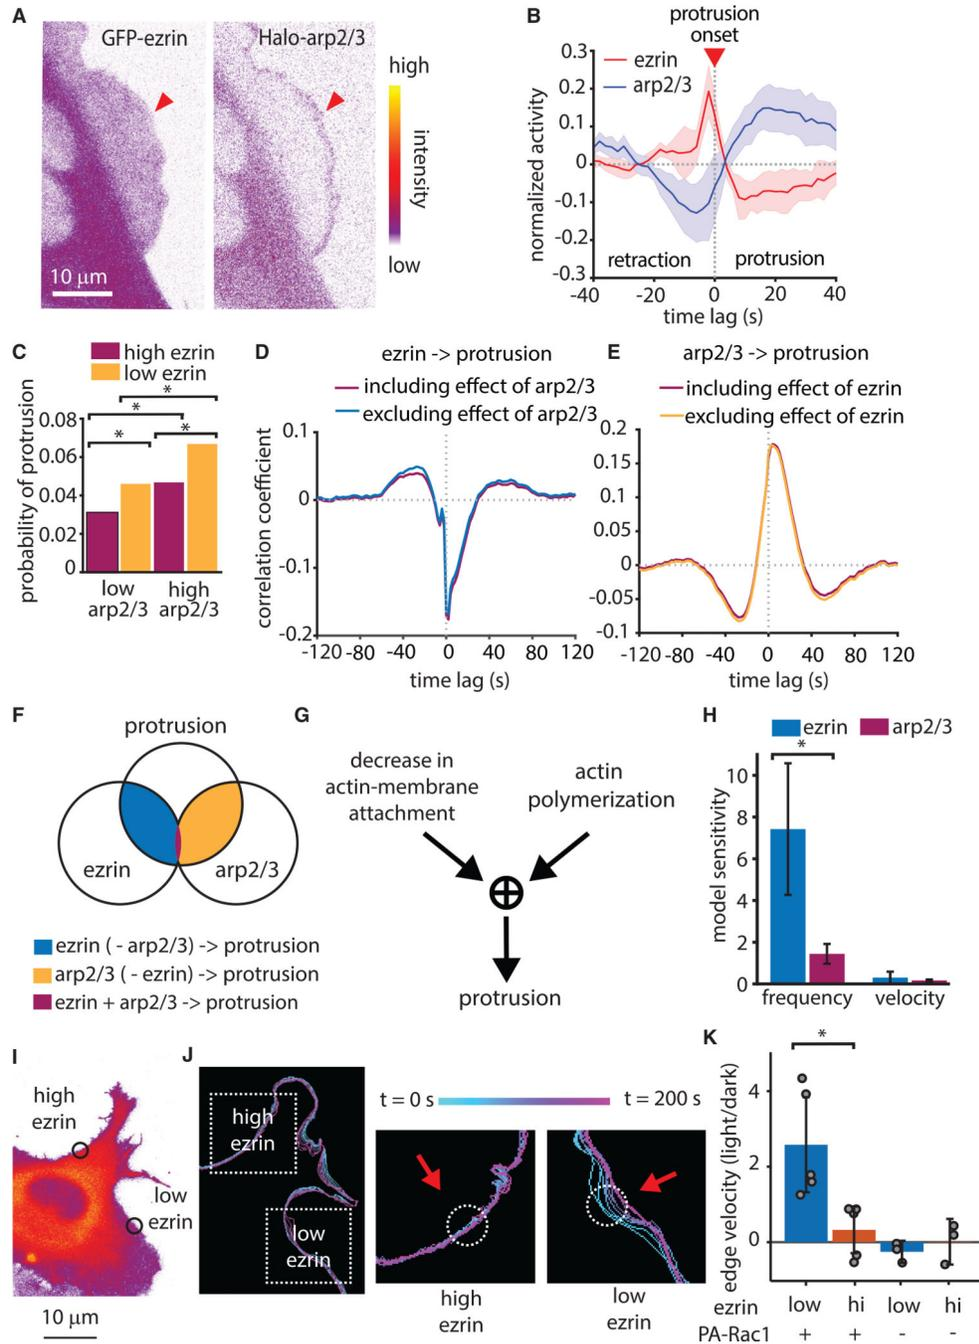 A
GFP-ezrin
Halo-arp2/3
high
intensity
low
10 μm
B
protrusion
onset
ezrin
arp2/3
normalized activity
0.3
0.2
0.1
0
-0.1
-0.2
-0.3
retraction
protrusion
-40 -20 0 20 40
time lag (s)
C
high ezrin
low ezrin
*
*
*
*
probability of protrusion
0.08
0.06
0.04
0.02
0
low
arp2/3
high
arp2/3
D
ezrin -> protrusion
including effect of arp2/3
excluding effect of arp2/3
correlation coefficient
0.1
0
-0.1
-0.2
-120 -80 -40 0 40 80 120
time lag (s)
E
arp2/3 -> protrusion
including effect of ezrin
excluding effect of ezrin
0.2
0.15
0.1
0.05
0
-0.05
-0.1
-120 -80 -40 0 40 80 120
time lag (s)
F
protrusion
ezrin
arp2/3
ezrin ( - arp2/3) -> protrusion
arp2/3 ( - ezrin) -> protrusion
ezrin + arp2/3 -> protrusion
G
decrease in
actin-membrane
attachment
actin
polymerization
protrusion
H
ezrin
arp2/3
*
model sensitivity
10
8
6
4
2
0
frequency
velocity
I
high
ezrin
low
ezrin
10 μm
J
high
ezrin
low
ezrin
t = 0 s
t = 200 s
high
ezrin
low
ezrin
K
*
edge velocity (light/dark)
4
2
0
ezrin low hi low hi
PA-Rac1 + + - -